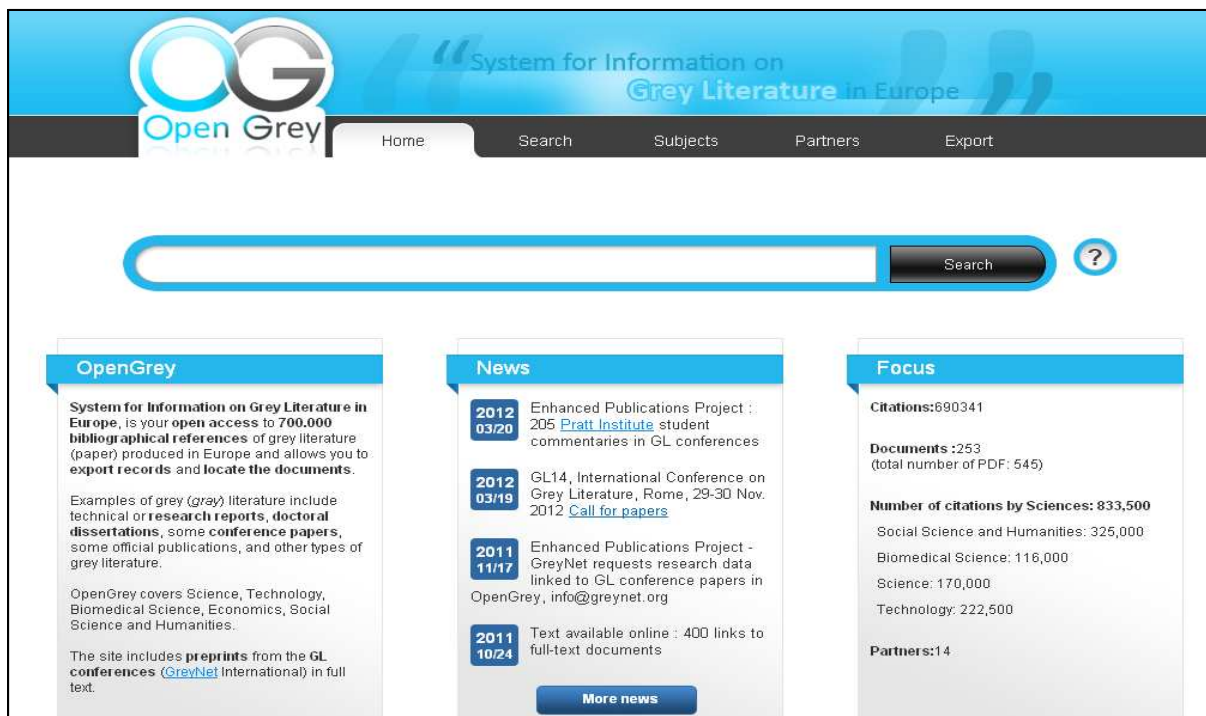 OG
Open Grey
“ System for Information on
Grey Literature in Europe ”
Home Search Subjects Partners Export
Search ?
OpenGrey
System for Information on Grey Literature in
Europe, is your open access to 700.000
bibliographical references of grey literature
(paper) produced in Europe and allows you to
export records and locate the documents.
Examples of grey (gray) literature include
technical or research reports, doctoral
dissertations, some conference papers,
some official publications, and other types of
grey literature.
OpenGrey covers Science, Technology,
Biomedical Science, Economics, Social
Science and Humanities.
The site includes preprints from the GL
conferences (GreyNet International) in full
text.
News
2012
03/20
Enhanced Publications Project :
205 Pratt Institute student
commentaries in GL conferences
2012
03/19
GL14, International Conference on
Grey Literature, Rome, 29-30 Nov.
2012 Call for papers
2011
11/17
Enhanced Publications Project -
GreyNet requests research data
linked to GL conference papers in
OpenGrey, info@greynet.org
2011
10/24
Text available online : 400 links to
full-text documents
More news
Focus
Citations:690341
Documents :253
(total number of PDF: 545)
Number of citations by Sciences: 833,500
Social Science and Humanities: 325,000
Biomedical Science: 116,000
Science: 170,000
Technology: 222,500
Partners:14